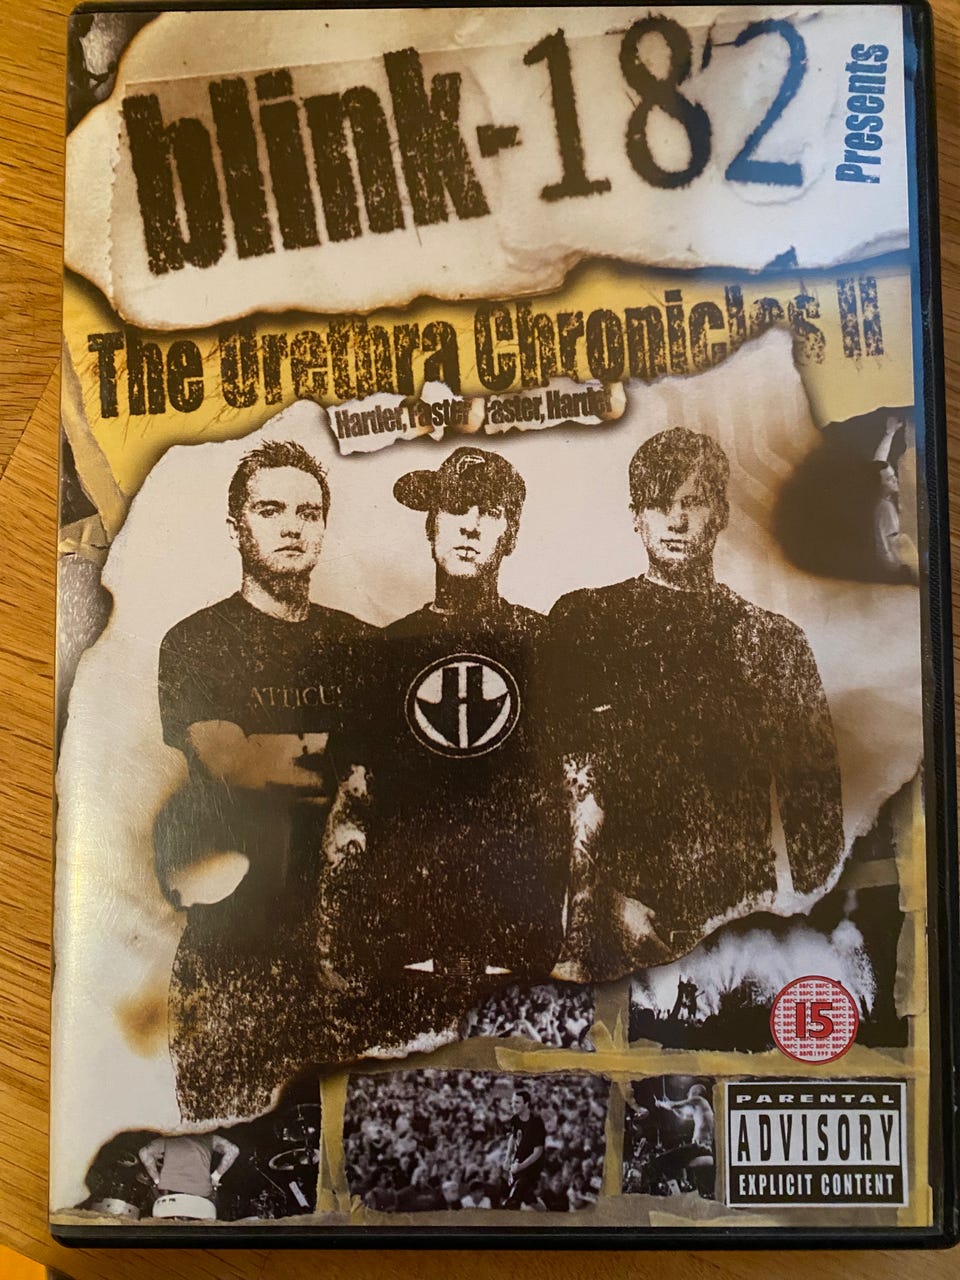 blink-182
Presents
The Urethra Chronicles II
Harder, Faster Faster, Harder
ATTICUS
15
PARENTAL
ADVISORY
EXPLICIT CONTENT